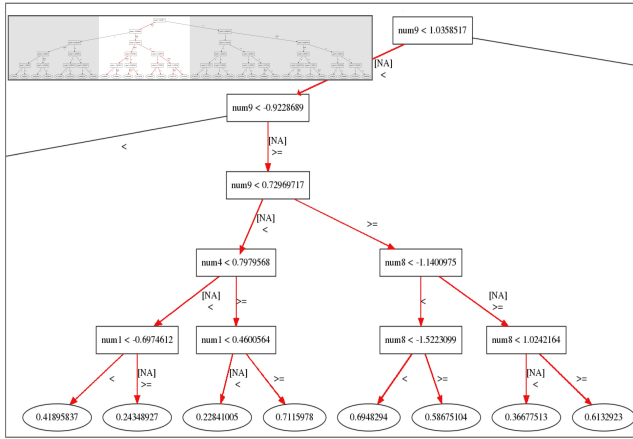 num9 < 1.0358517
[NA]
<
num9 < -0.9228689
<
[NA]
>=
num9 < 0.72969717
[NA]
<
>=
num4 < 0.7979568
num8 < -1.1400975
[NA]
<
>=
<
[NA]
>=
num1 < -0.6974612
num1 < 0.4600564
num8 < -1.5223099
num8 < 1.0242164
<
[NA]
>=
[NA]
<
>=
<
>=
[NA]
<
>=
0.41895837
0.24348927
0.22841005
0.7115978
0.6948294
0.58675104
0.36677513
0.6132923